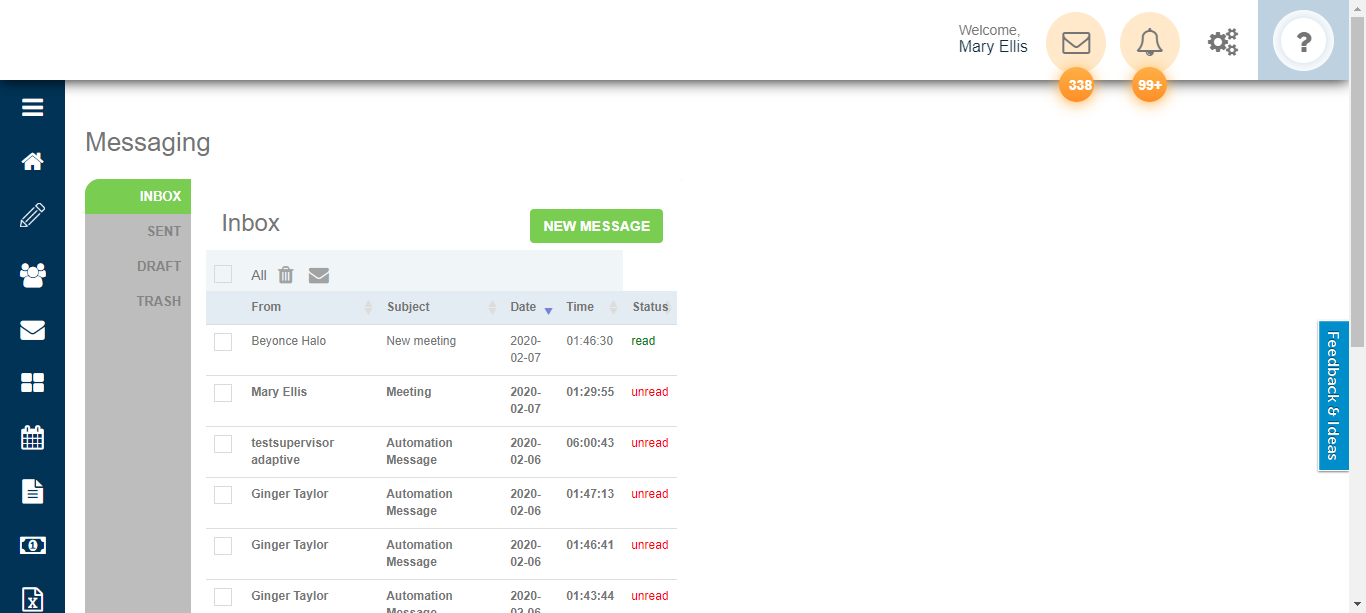 Welcome,
Mary Ellis
338
99+
?
Messaging
INBOX
SENT
DRAFT
TRASH
Inbox
NEW MESSAGE
All
From Subject Date Time Status
Beyonce Halo New meeting 2020- 01:46:30 read
02-07
Mary Ellis Meeting 2020- 01:29:55 unread
02-07
testsupervisor Automation 2020- 06:00:43 unread
adaptive Message 02-06
Ginger Taylor Automation 2020- 01:47:13 unread
Message 02-06
Ginger Taylor Automation 2020- 01:46:41 unread
Message 02-06
Ginger Taylor Automation 2020- 01:43:44 unread
Message 02-06
Feedback & Ideas